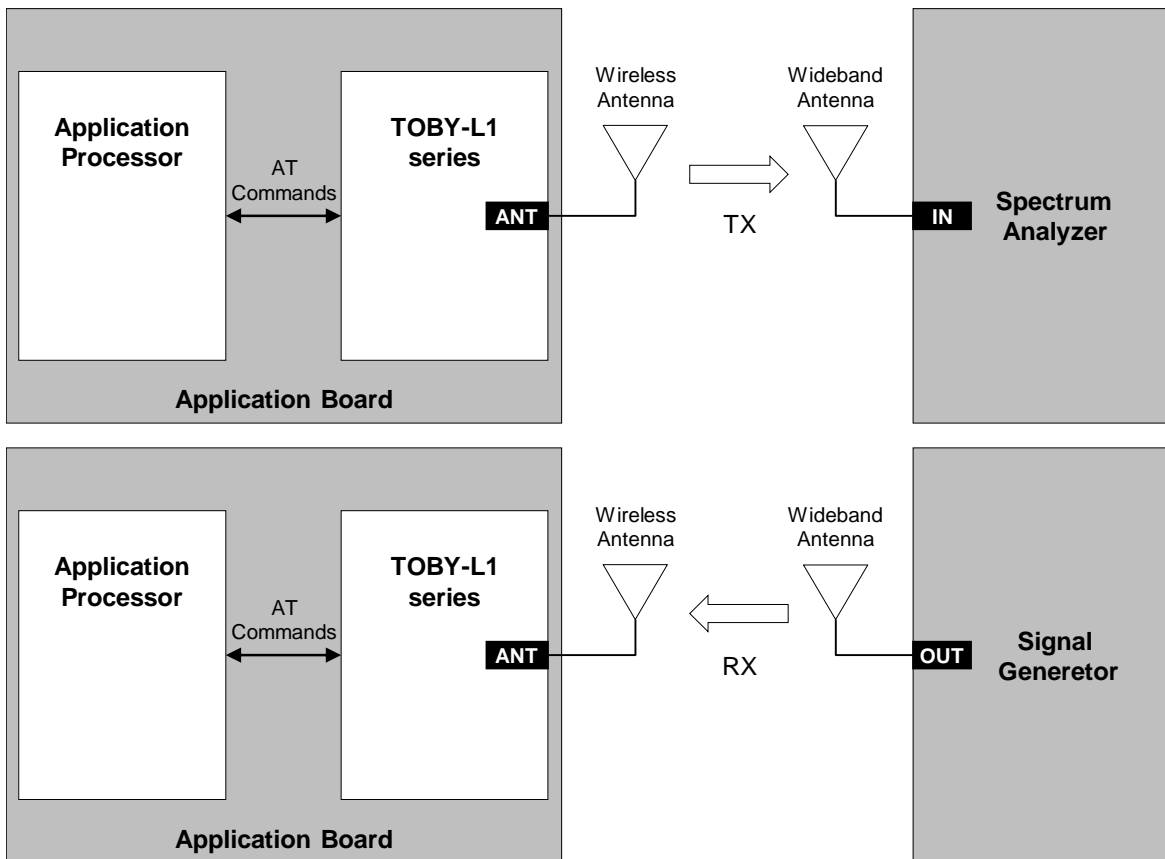 Application
Processor
AT
Commands
TOBY-L1
series
ANT
Wireless
Antenna
TX
Wideband
Antenna
IN
Spectrum
Analyzer
Application Board
Application
Processor
AT
Commands
TOBY-L1
series
ANT
Wireless
Antenna
RX
Wideband
Antenna
OUT
Signal
Generetor
Application Board